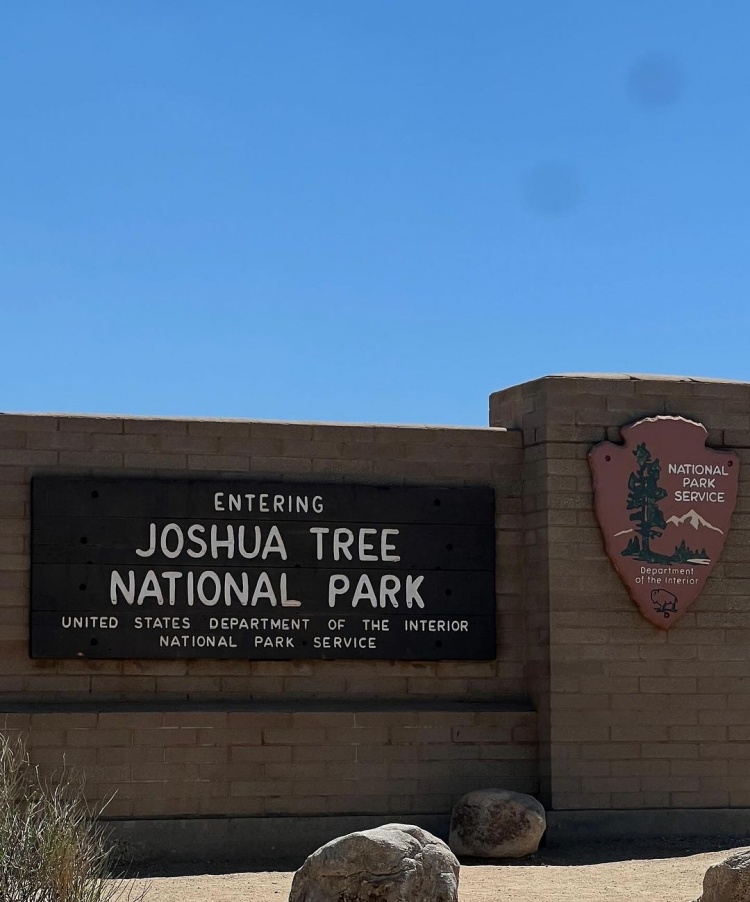 ENTERING
JOSHUA TREE
NATIONAL PARK
UNITED STATES DEPARTMENT OF THE INTERIOR
NATIONAL PARK SERVICE
NATIONAL
PARK
SERVICE
Department
of the Interior